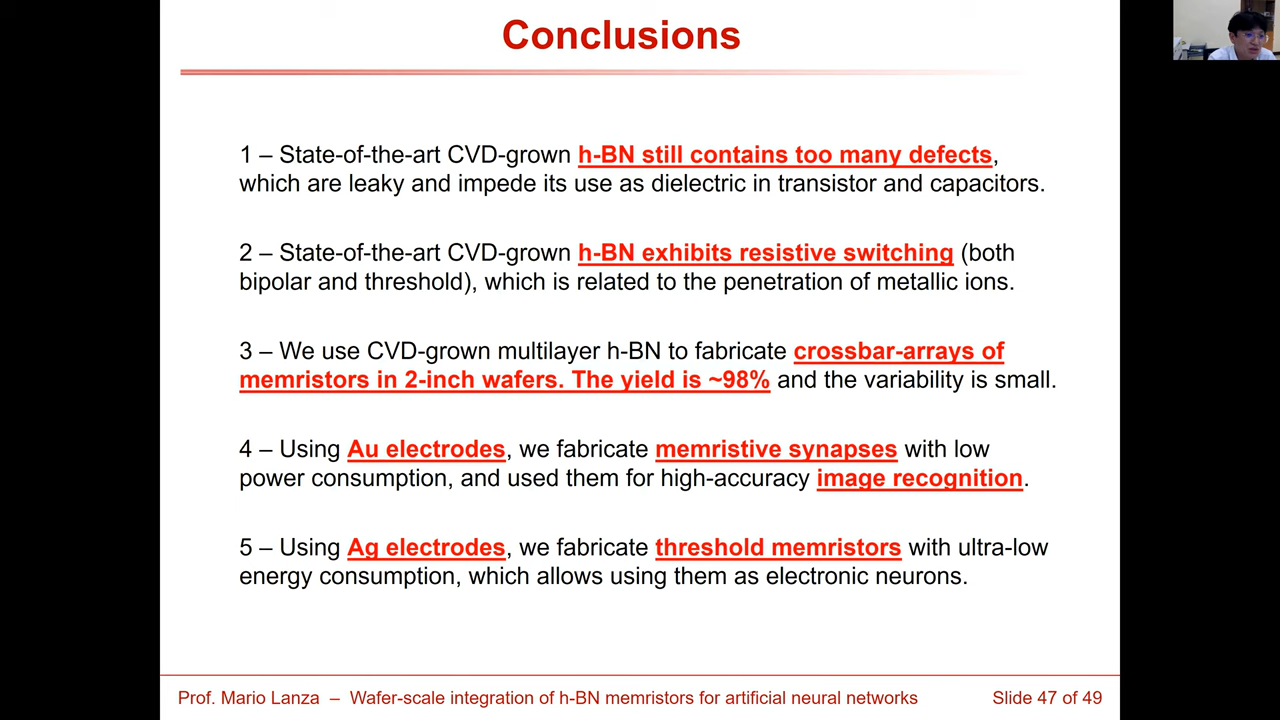 Conclusions
1 – State-of-the-art CVD-grown h-BN still contains too many defects,
which are leaky and impede its use as dielectric in transistor and capacitors.
2 – State-of-the-art CVD-grown h-BN exhibits resistive switching (both
bipolar and threshold), which is related to the penetration of metallic ions.
3 – We use CVD-grown multilayer h-BN to fabricate crossbar-arrays of
memristors in 2-inch wafers. The yield is ~98% and the variability is small.
4 – Using Au electrodes, we fabricate memristive synapses with low
power consumption, and used them for high-accuracy image recognition.
5 – Using Ag electrodes, we fabricate threshold memristors with ultra-low
energy consumption, which allows using them as electronic neurons.
Prof. Mario Lanza – Wafer-scale integration of h-BN memristors for artificial neural networks Slide 47 of 49